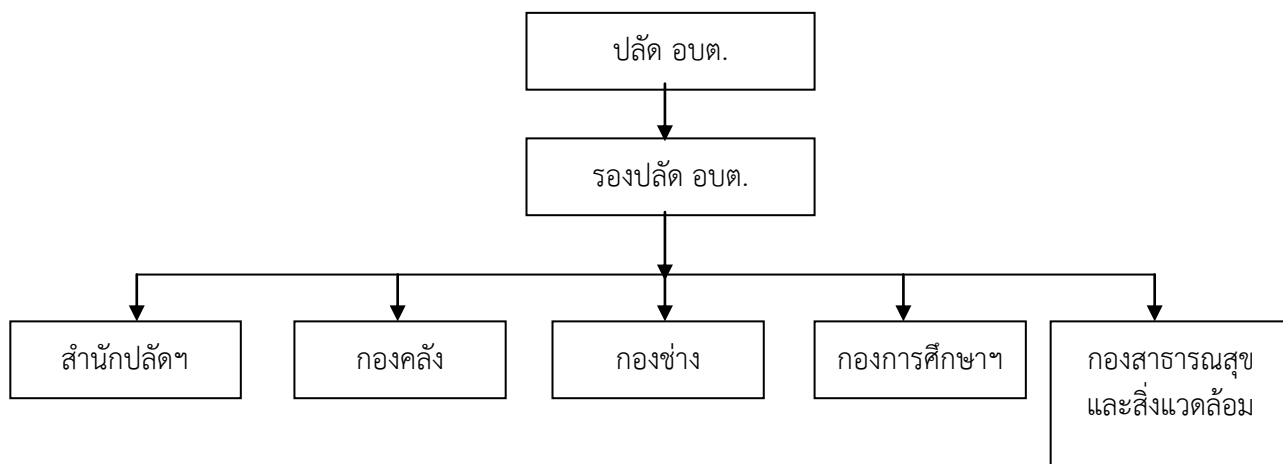 ปลัด อบต.
รองปลัด อบต.
สำนักปลัดฯ
กองคลัง
กองช่าง
กองการศึกษาฯ
กองสาธารณสุข
และสิ่งแวดล้อม